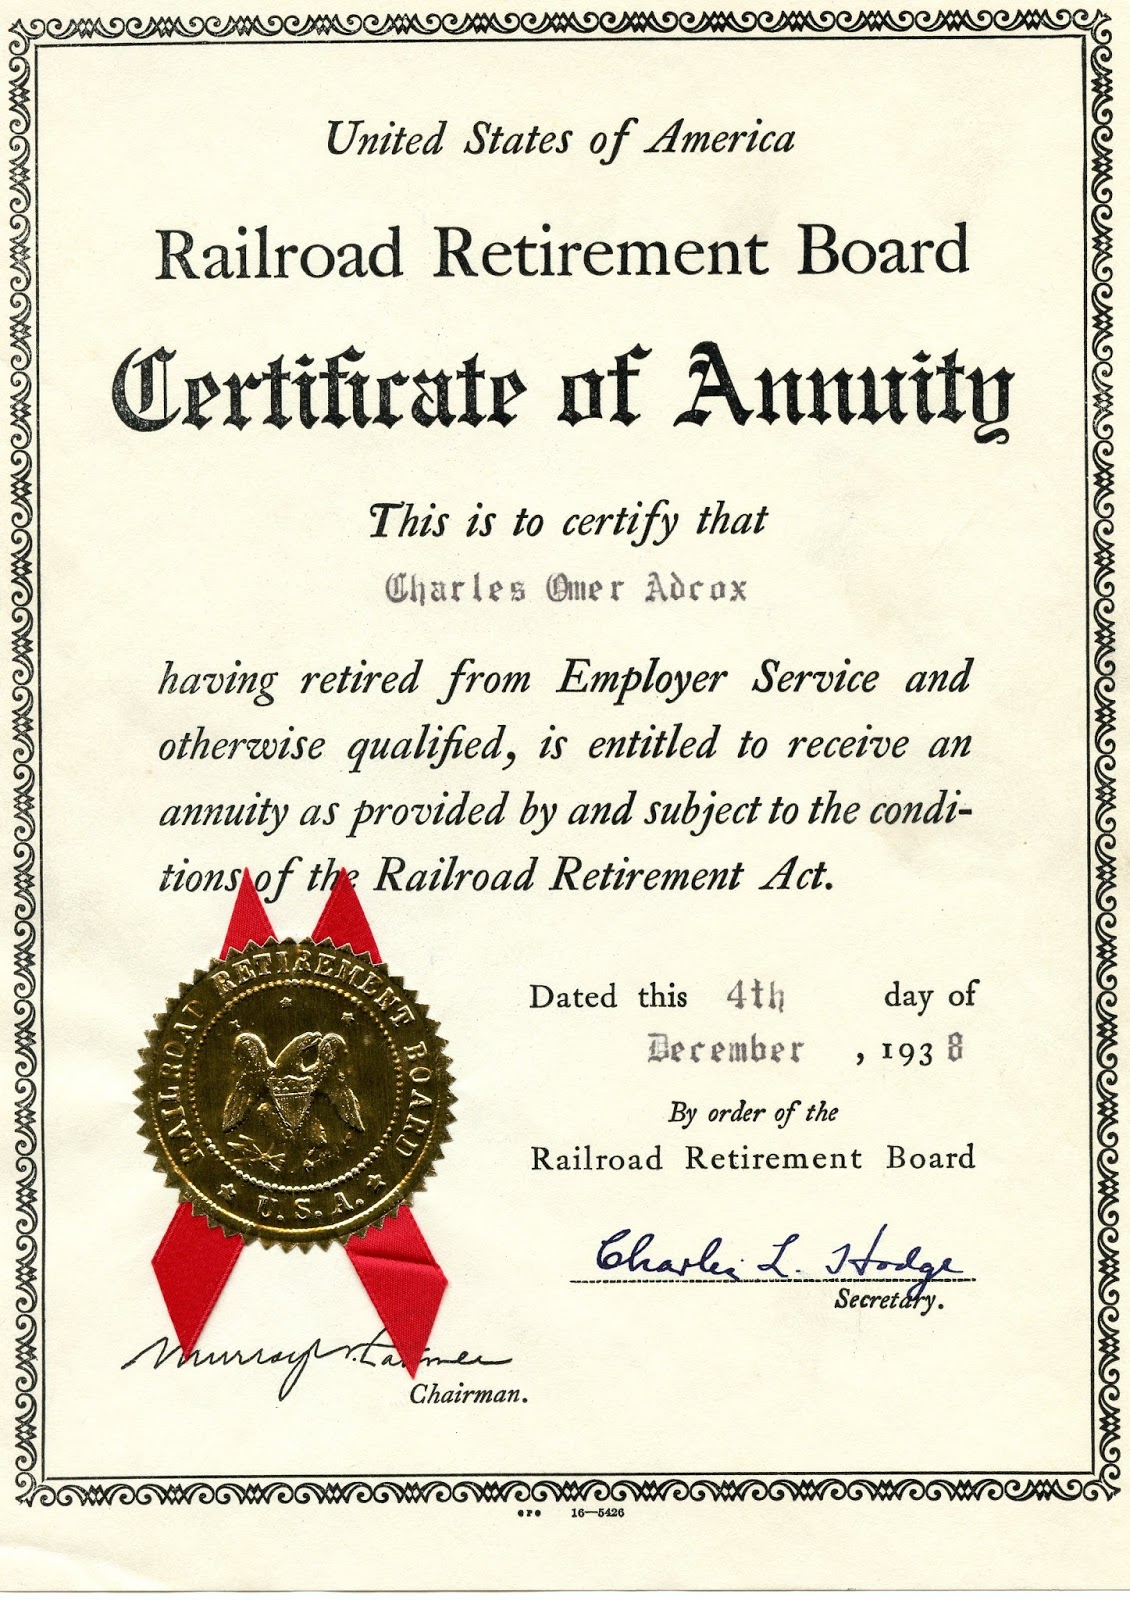 United States of America
Railroad Retirement Board
Certificate of Annuity
This is to certify that
Charles Omer Adcox
having retired from Employer Service and
otherwise qualified, is entitled to receive an
annuity as provided by and subject to the condi-
tions of the Railroad Retirement Act.
RAILROAD RETIREMENT BOARD
U. S. A.
Dated this 4th day of
December , 1938
By order of the
Railroad Retirement Board
Charles L. Hodge
Secretary.
Murray W. Latimer
Chairman.
GPO 16—5426